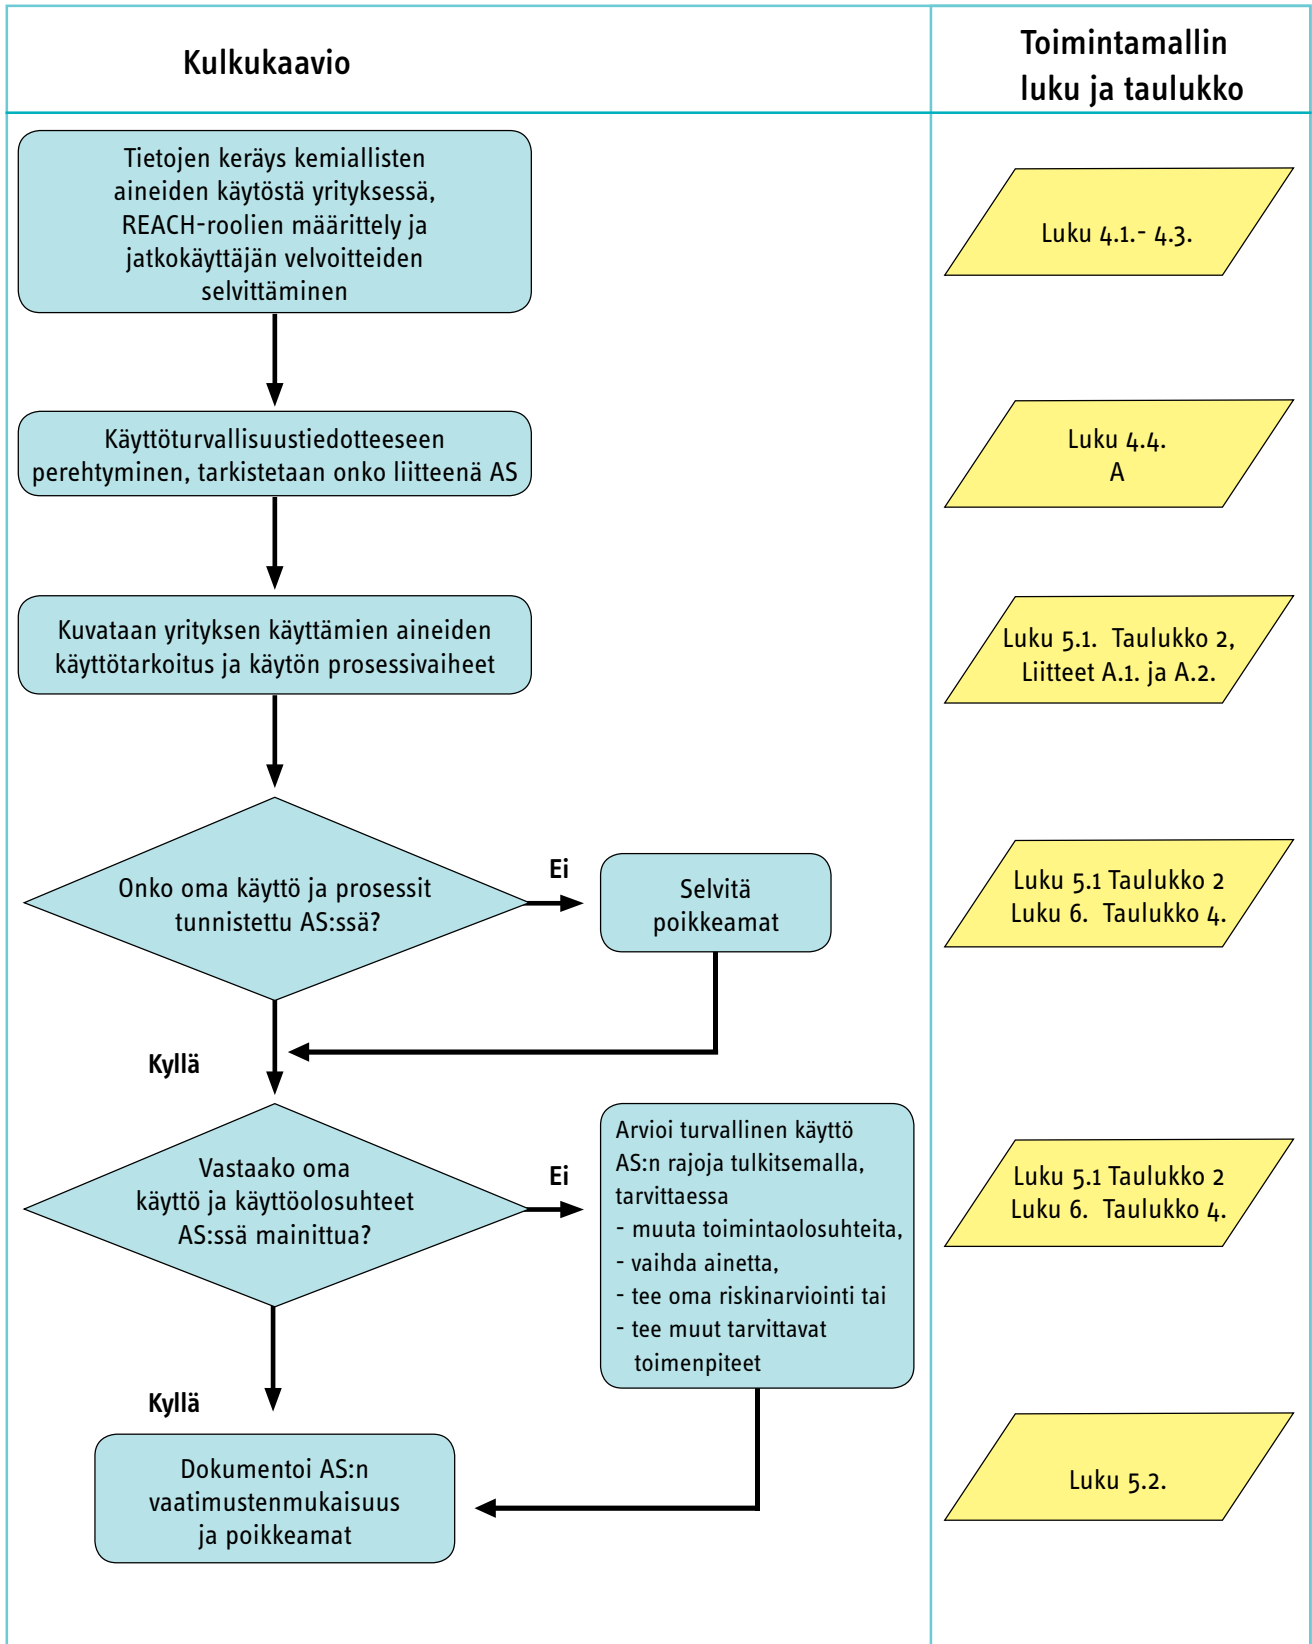 Kulkukaavio
Toimintamallin
luku ja taulukko
Tietojen keräys kemiallisten
aineiden käytöstä yrityksessä,
REACH-roolien määrittely ja
jatkokäyttäjän velvoitteiden
selvittäminen
Luku 4.1.- 4.3.
Käyttöturvallisuustiedotteeseen
perehtyminen, tarkistetaan onko liitteenä AS
Luku 4.4.
A
Kuvataan yrityksen käyttämien aineiden
käyttötarkoitus ja käytön prosessivaiheet
Luku 5.1. Taulukko 2,
Liitteet A.1. ja A.2.
Onko oma käyttö ja prosessit
tunnistettu AS:ssä?
Ei
Selvitä
poikkeamat
Luku 5.1 Taulukko 2
Luku 6. Taulukko 4.
Kyllä
Vastaako oma
käyttö ja käyttöolosuhteet
AS:ssä mainittua?
Ei
Arvioi turvallinen käyttö
AS:n rajoja tulkitsemalla,
tarvittaessa
- muuta toimintaolosuhteita,
- vaihda ainetta,
- tee oma riskinarviointi tai
- tee muut tarvittavat
toimenpiteet
Luku 5.1 Taulukko 2
Luku 6. Taulukko 4.
Kyllä
Dokumentoi AS:n
vaatimustenmukaisuus
ja poikkeamat
Luku 5.2.